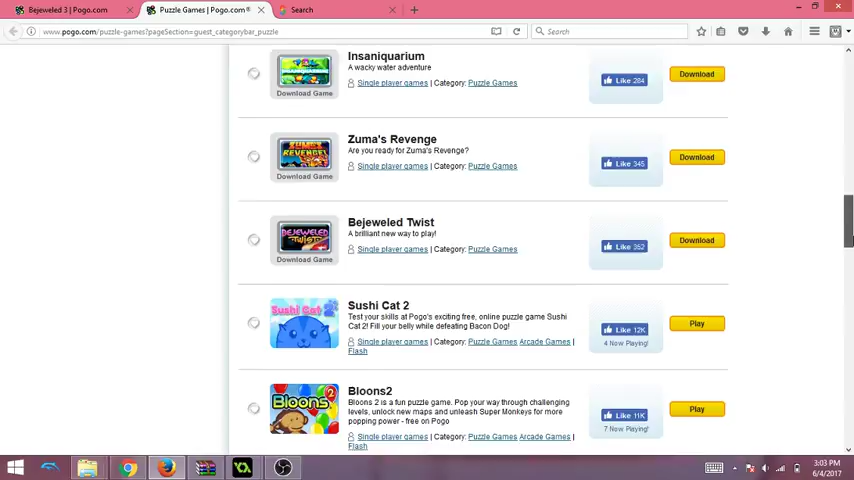 Bejeweled 3 | Pogo.com
Puzzle Games | Pogo.com®
Search
www.pogo.com/puzzle-games?pageSection=guest_categorybar_puzzle
Search
Insaniquarium
A wacky water adventure
Single player games | Category: Puzzle Games
Download Game
Like 284
Download
Zuma's Revenge
Are you ready for Zuma's Revenge?
Single player games | Category: Puzzle Games
ZUMA'S REVENGE!
Download Game
Like 345
Download
Bejeweled Twist
A brilliant new way to play!
Single player games | Category: Puzzle Games
BEJEWELED TWIST
Download Game
Like 352
Download
Sushi Cat 2
Test your skills at Pogo's exciting free, online puzzle game Sushi
Cat 2! Fill your belly while defeating Bacon Dog!
Single player games | Category: Puzzle Games Arcade Games |
Flash
Sushi Cat
Like 12K
4 Now Playing!
Play
Bloons2
Bloons 2 is a fun puzzle game. Pop your way through challenging
levels, unlock new maps and unleash Super Monkeys for more
popping power - free on Pogo
Single player games | Category: Puzzle Games Arcade Games |
Flash
Bloons 2
Like 11K
7 Now Playing!
Play
3:03 PM
6/4/2017